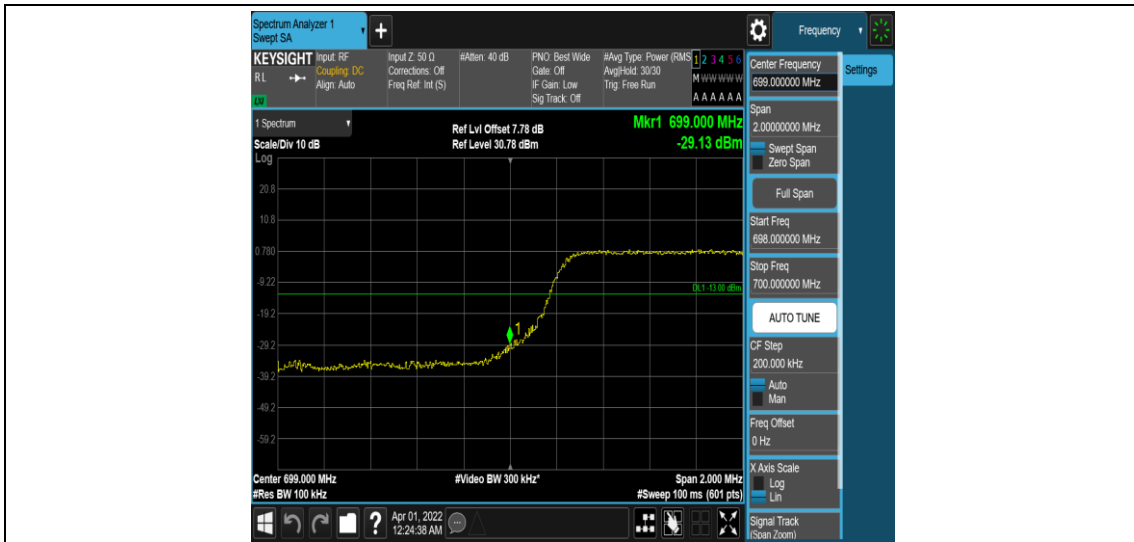 Spectrum Analyzer 1
Swept SA
Frequency
KEYSIGHT
Input: RF
Input Z: 50 Ω
#Atten: 40 dB
PNO: Best Wide
#Avg Type: Power (RMS
1 2 3 4 5 6
RL
Coupling: DC
Corrections: Off
Gate: Off
Avg|Hold: 30/30
M W W W W W
Align: Auto
Freq Ref: Int (S)
IF Gain: Low
Trig: Free Run
Sig Track: Off
A A A A A A
Center Frequency
699.000000 MHz
Settings
1 Spectrum
Ref Lvl Offset 7.78 dB
Mkr1 699.000 MHz
Scale/Div 10 dB
Ref Level 30.78 dBm
-29.13 dBm
Log
20.8
10.8
0.780
-9.22
DL1 -13.00 dBm
-19.2
1
-29.2
-39.2
-49.2
-59.2
Center 699.000 MHz
#Video BW 300 kHz*
Span 2.000 MHz
#Res BW 100 kHz
#Sweep 100 ms (601 pts)
Span
2.00000000 MHz
Swept Span
Zero Span
Full Span
Start Freq
698.000000 MHz
Stop Freq
700.000000 MHz
AUTO TUNE
CF Step
200.000 kHz
Auto
Man
Freq Offset
0 Hz
X Axis Scale
Log
Lin
Signal Track
(Span Zoom)
?
Apr 01, 2022
12:24:38 AM